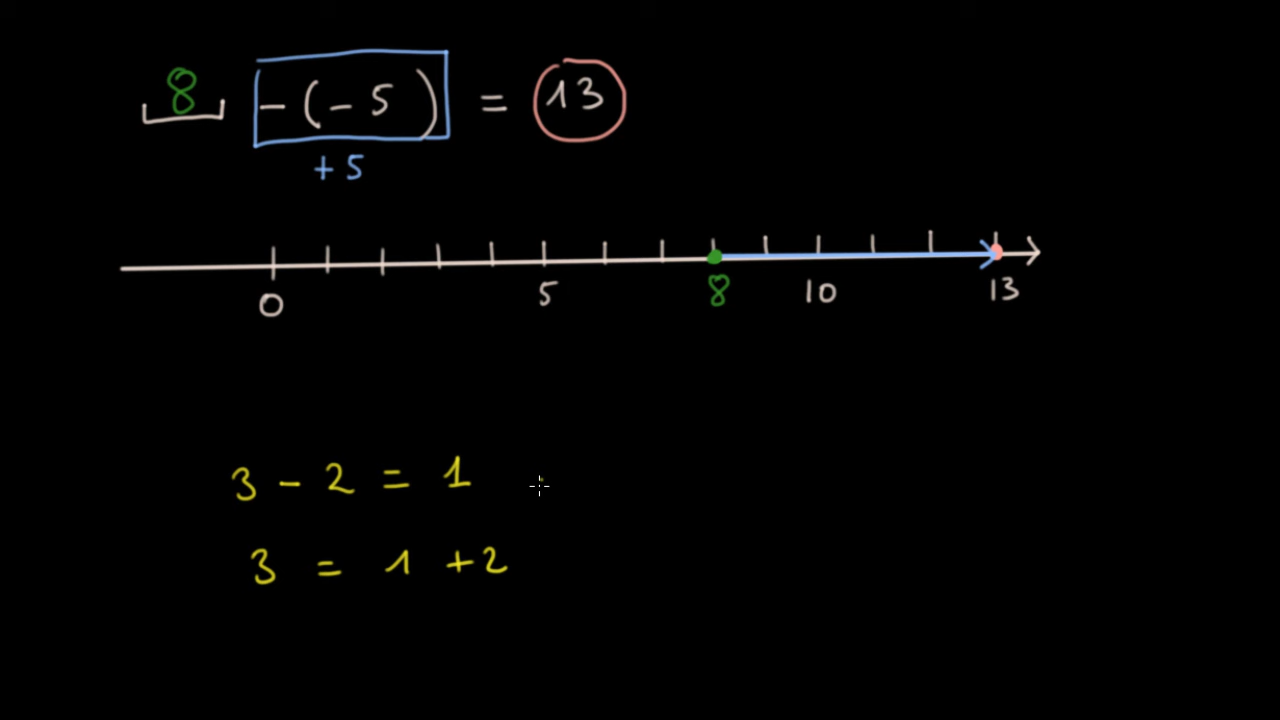 8 -(-5) = 13
+5
0 5 8 10 13
3 - 2 = 1
3 = 1 +2